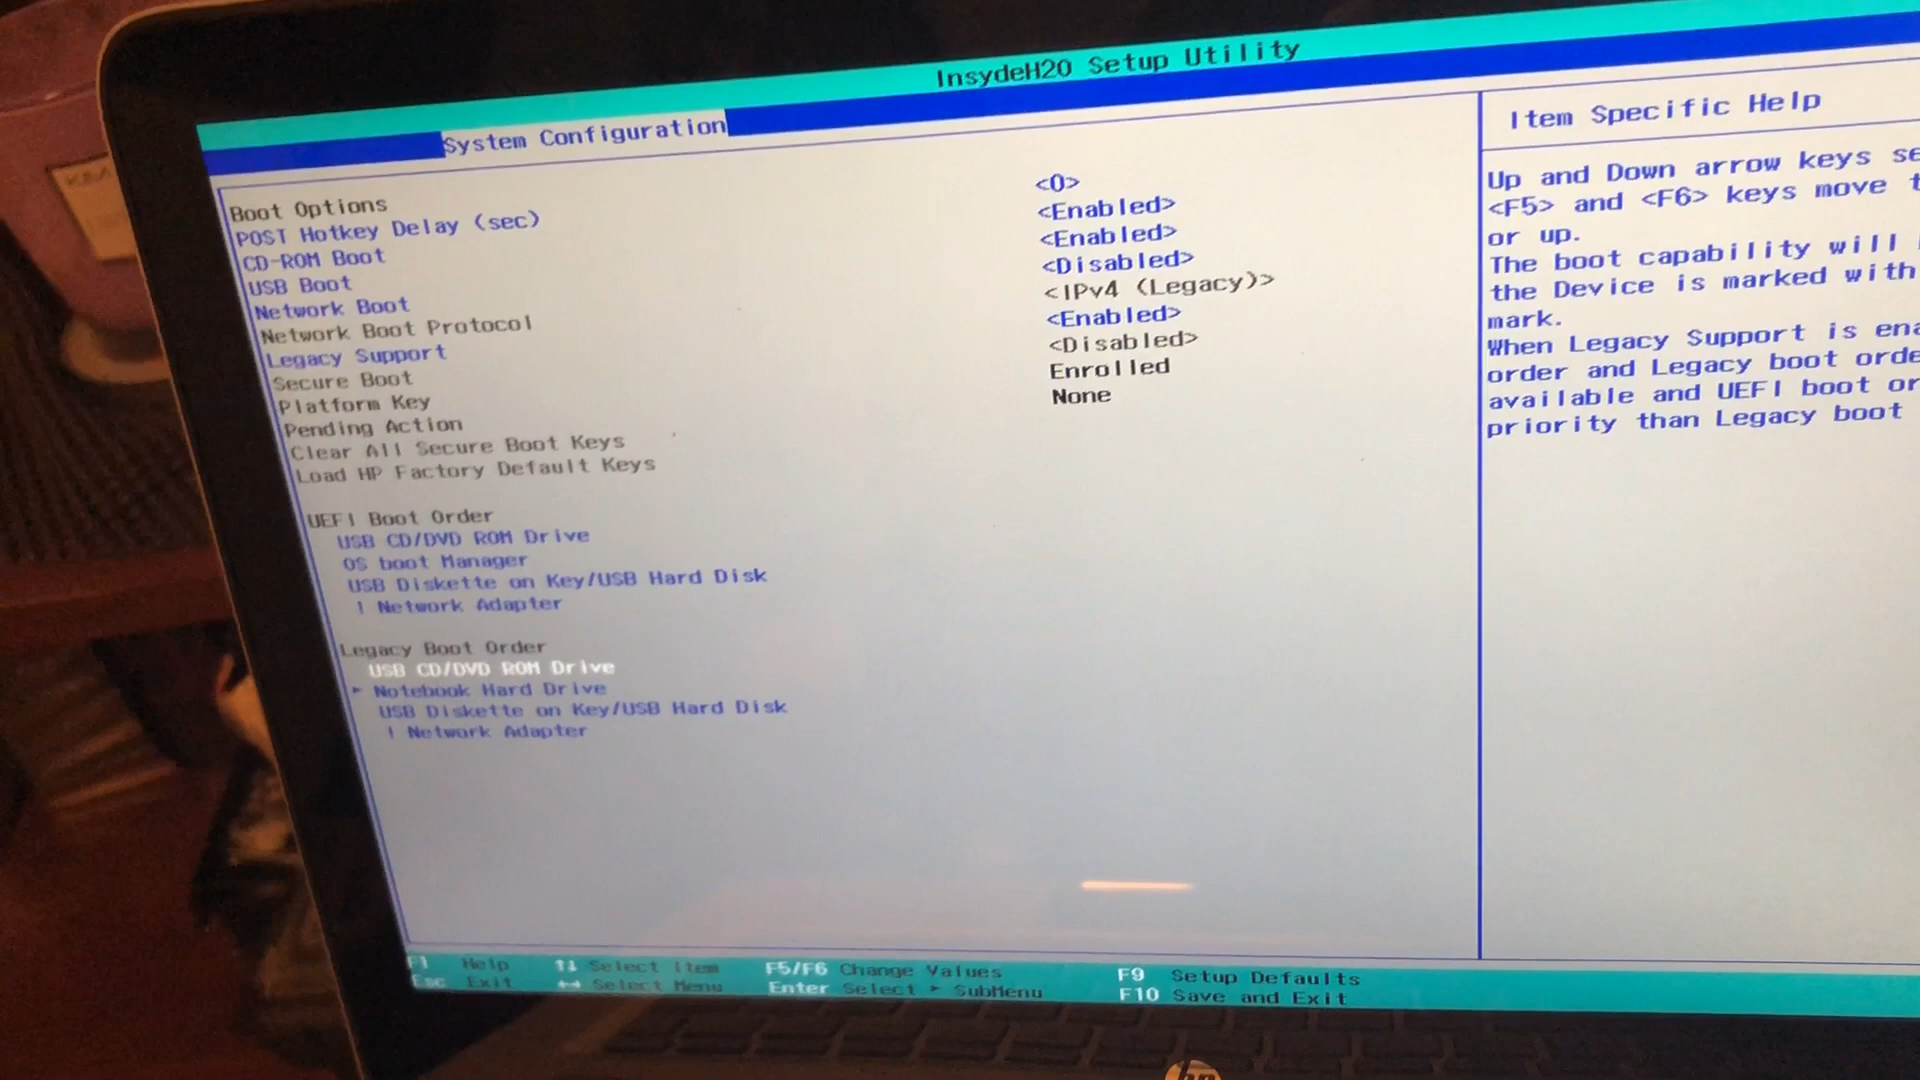 InsydeH20 Setup Utility
System Configuration
Boot Options
POST Hotkey Delay (sec) <0>
CD-ROM Boot <Enabled>
USB Boot <Enabled>
Network Boot <Disabled>
Network Boot Protocol <IPv4 (Legacy)>
Legacy Support <Enabled>
Secure Boot <Disabled>
Platform Key Enrolled
Pending Action None
Clear All Secure Boot Keys
Load HP Factory Default Keys
UEFI Boot Order
USB CD/DVD ROM Drive
OS boot Manager
USB Diskette on Key/USB Hard Disk
! Network Adapter
Legacy Boot Order
USB CD/DVD ROM Drive
Notebook Hard Drive
USB Diskette on Key/USB Hard Disk
! Network Adapter
Item Specific Help
Up and Down arrow keys se
<F5> and <F6> keys move t
or up.
The boot capability will
the Device is marked with
mark.
When Legacy Support is ena
order and Legacy boot orde
available and UEFI boot or
priority than Legacy boot
F1 Help ↑↓ Select Item F5/F6 Change Values F9 Setup Defaults
Esc Exit ↔ Select Menu Enter Select ► SubMenu F10 Save and Exit
hp